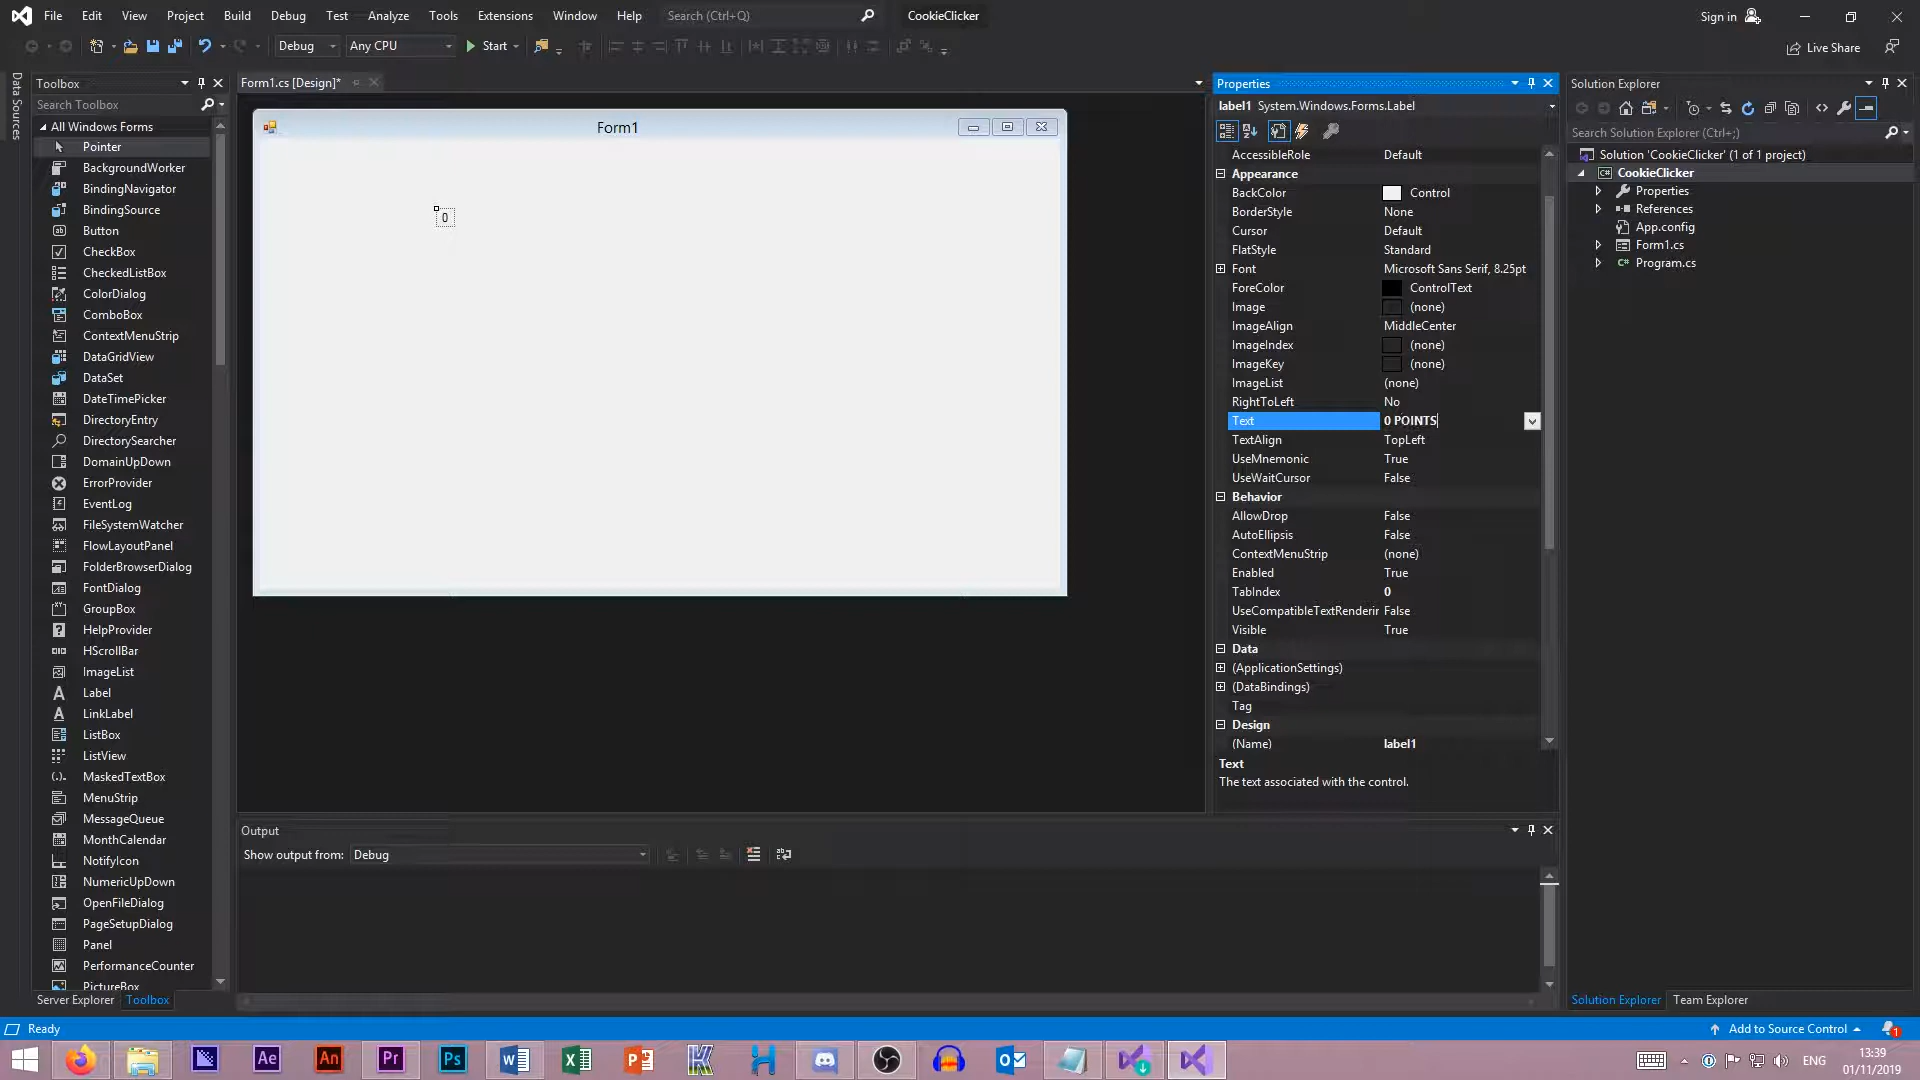 File Edit View Project Build Debug Test Analyze Tools Extensions Window Help Search (Ctrl+Q) CookieClicker Sign in
Debug Any CPU Start Live Share
Data Sources
Toolbox
Search Toolbox
All Windows Forms
Pointer
BackgroundWorker
BindingNavigator
BindingSource
Button
CheckBox
CheckedListBox
ColorDialog
ComboBox
ContextMenuStrip
DataGridView
DataSet
DateTimePicker
DirectoryEntry
DirectorySearcher
DomainUpDown
ErrorProvider
EventLog
FileSystemWatcher
FlowLayoutPanel
FolderBrowserDialog
FontDialog
GroupBox
HelpProvider
HScrollBar
ImageList
Label
LinkLabel
ListBox
ListView
MaskedTextBox
MenuStrip
MessageQueue
MonthCalendar
NotifyIcon
NumericUpDown
OpenFileDialog
PageSetupDialog
Panel
PerformanceCounter
PictureBox
Server Explorer Toolbox
Form1.cs [Design]*
Form1
0
Output
Show output from: Debug
Properties
label1 System.Windows.Forms.Label
AccessibleRole Default
Appearance
BackColor Control
BorderStyle None
Cursor Default
FlatStyle Standard
Font Microsoft Sans Serif, 8.25pt
ForeColor ControlText
Image (none)
ImageAlign MiddleCenter
ImageIndex (none)
ImageKey (none)
ImageList (none)
RightToLeft No
Text 0 POINTS
TextAlign TopLeft
UseMnemonic True
UseWaitCursor False
Behavior
AllowDrop False
AutoEllipsis False
ContextMenuStrip (none)
Enabled True
TabIndex 0
UseCompatibleTextRenderin False
Visible True
Data
(ApplicationSettings)
(DataBindings)
Tag
Design
(Name) label1
Text
The text associated with the control.
Solution Explorer
Search Solution Explorer (Ctrl+;)
Solution 'CookieClicker' (1 of 1 project)
CookieClicker
Properties
References
App.config
Form1.cs
Program.cs
Solution Explorer Team Explorer
Ready Add to Source Control 1
Ae An Pr Ps ENG 13:39
01/11/2019